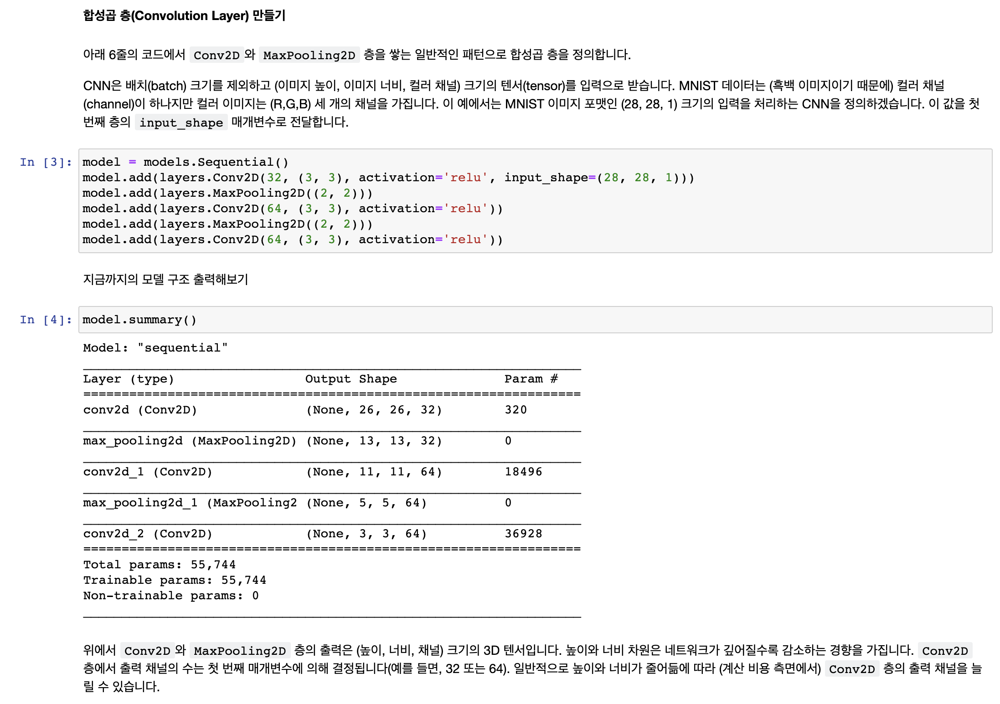 합성곱 층(Convolution Layer) 만들기
아래 6줄의 코드에서 Conv2D 와 MaxPooling2D 층을 쌓는 일반적인 패턴으로 합성곱 층을 정의합니다.
CNN은 배치(batch) 크기를 제외하고 (이미지 높이, 이미지 너비, 컬러 채널) 크기의 텐서(tensor)를 입력으로 받습니다. MNIST 데이터는 (흑백 이미지이기 때문에) 컬러 채널
(channel)이 하나지만 컬러 이미지는 (R,G,B) 세 개의 채널을 가집니다. 이 예에서는 MNIST 이미지 포맷인 (28, 28, 1) 크기의 입력을 처리하는 CNN을 정의하겠습니다. 이 값을 첫
번째 층의 input_shape 매개변수로 전달합니다.
In [3]: model = models.Sequential()
model.add(layers.Conv2D(32, (3, 3), activation='relu', input_shape=(28, 28, 1)))
model.add(layers.MaxPooling2D((2, 2)))
model.add(layers.Conv2D(64, (3, 3), activation='relu'))
model.add(layers.MaxPooling2D((2, 2)))
model.add(layers.Conv2D(64, (3, 3), activation='relu'))
지금까지의 모델 구조 출력해보기
In [4]: model.summary()
Model: "sequential"
_________________________________________________________________
Layer (type)                 Output Shape              Param #
=================================================================
conv2d (Conv2D)              (None, 26, 26, 32)        320
_________________________________________________________________
max_pooling2d (MaxPooling2D) (None, 13, 13, 32)        0
_________________________________________________________________
conv2d_1 (Conv2D)            (None, 11, 11, 64)        18496
_________________________________________________________________
max_pooling2d_1 (MaxPooling2 (None, 5, 5, 64)          0
_________________________________________________________________
conv2d_2 (Conv2D)            (None, 3, 3, 64)          36928
=================================================================
Total params: 55,744
Trainable params: 55,744
Non-trainable params: 0
_________________________________________________________________
위에서 Conv2D 와 MaxPooling2D 층의 출력은 (높이, 너비, 채널) 크기의 3D 텐서입니다. 높이와 너비 차원은 네트워크가 깊어질수록 감소하는 경향을 가집니다. Conv2D
층에서 출력 채널의 수는 첫 번째 매개변수에 의해 결정됩니다(예를 들면, 32 또는 64). 일반적으로 높이와 너비가 줄어듦에 따라 (계산 비용 측면에서) Conv2D 층의 출력 채널을 늘
릴 수 있습니다.